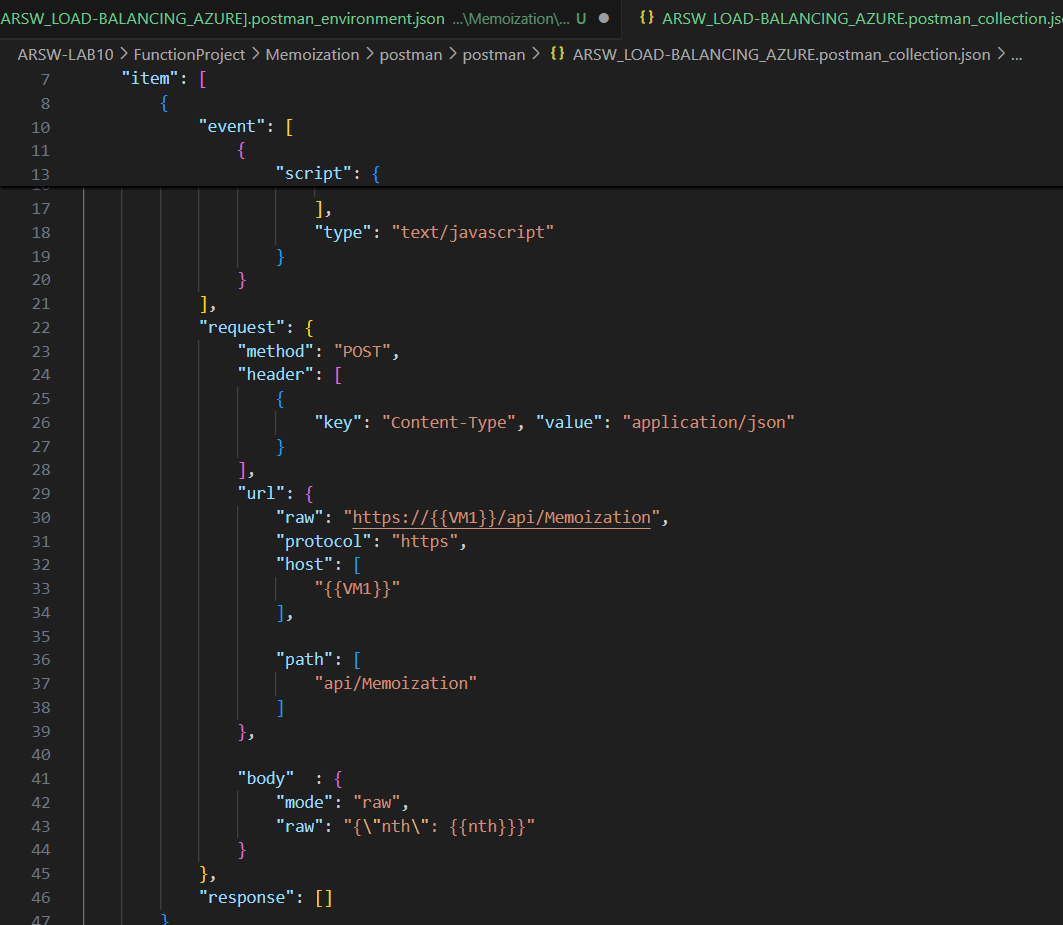 ARSW_LOAD-BALANCING_AZURE].postman_environment.json ...\Memoization\... U ● {} ARSW_LOAD-BALANCING_AZURE.postman_collection.js
ARSW-LAB10 > FunctionProject > Memoization > postman > postman > {} ARSW_LOAD-BALANCING_AZURE.postman_collection.json > ...
7 "item": [
8 {
10 "event": [
11 {
13 "script": {
17 ],
18 "type": "text/javascript"
19 }
20 }
21 ],
22 "request": {
23 "method": "POST",
24 "header": [
25 {
26 "key": "Content-Type", "value": "application/json"
27 }
28 ],
29 "url": {
30 "raw": "https://{{VM1}}/api/Memoization",
31 "protocol": "https",
32 "host": [
33 "{{VM1}}"
34 ],
35
36 "path": [
37 "api/Memoization"
38 ]
39 },
40
41 "body"  : {
42 "mode": "raw",
43 "raw": "{\"nth\": {{nth}}}"
44 }
45 },
46 "response": []
47 }